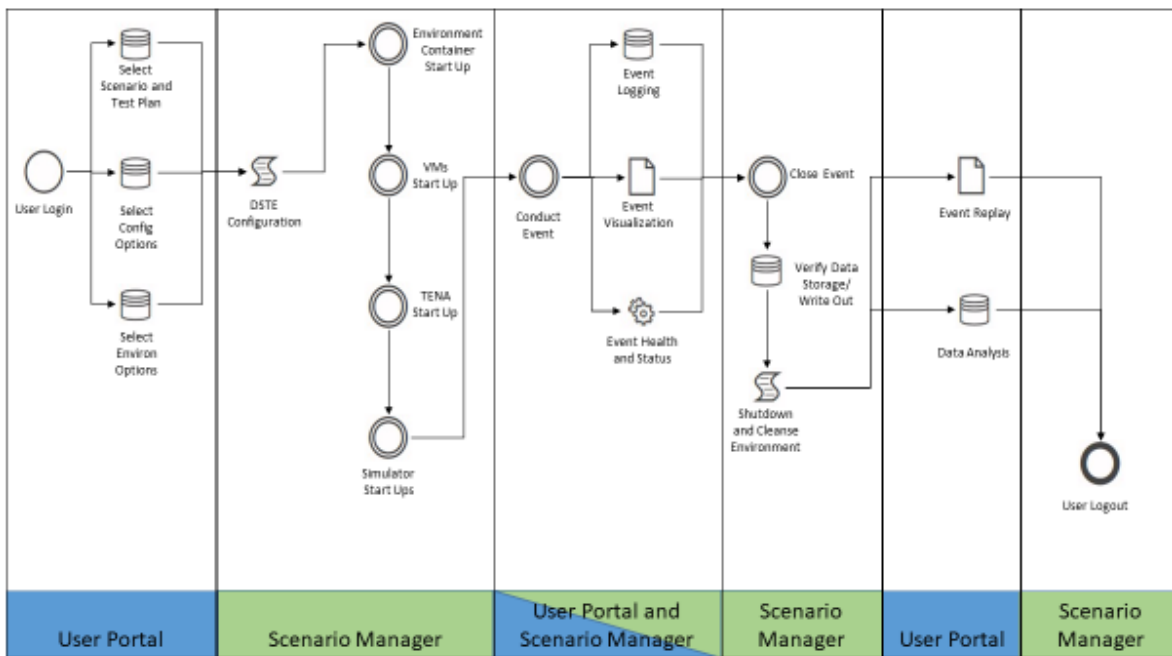 User Login
Select
Scenario and
Test Plan
Select
Config
Options
Select
Environ
Options
DSTE
Configuration
Environment
Container
Start Up
VMs
Start Up
TENA
Start Up
Simulator
Start Ups
Conduct
Event
Event
Logging
Event
Visualization
Event Health
and Status
Close Event
Verify Data
Storage/
Write Out
Shutdown
and Cleanse
Environment
Event Replay
Data Analysis
User Logout
User Portal
Scenario Manager
User Portal and
Scenario Manager
Scenario
Manager
User Portal
Scenario
Manager